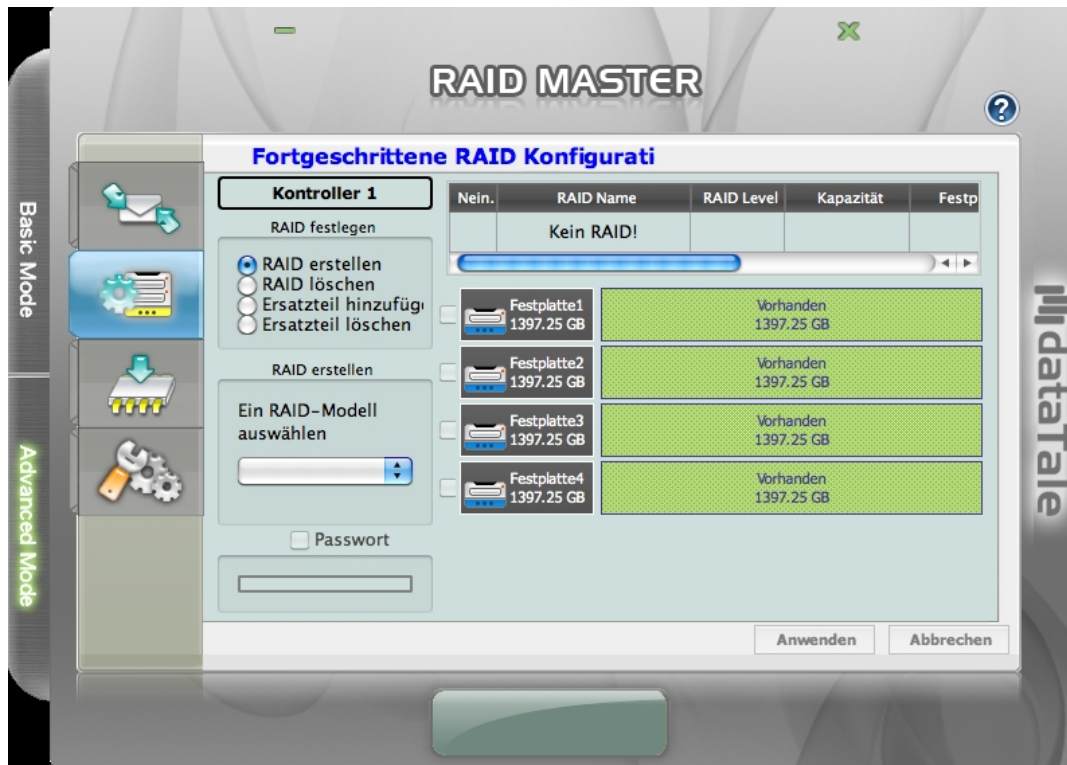 RAID MASTER
?
Basic Mode
Advanced Mode
Fortgeschrittene RAID Konfigurati
Kontroller 1
RAID festlegen
RAID erstellen
RAID löschen
Ersatzteil hinzufüg
Ersatzteil löschen
RAID erstellen
Ein RAID-Modell
auswählen
Passwort
Nein. RAID Name RAID Level Kapazität Festp
Kein RAID!
Festplatte1
1397.25 GB
Vorhanden
1397.25 GB
Festplatte2
1397.25 GB
Vorhanden
1397.25 GB
Festplatte3
1397.25 GB
Vorhanden
1397.25 GB
Festplatte4
1397.25 GB
Vorhanden
1397.25 GB
Anwenden Abbrechen
dataTale